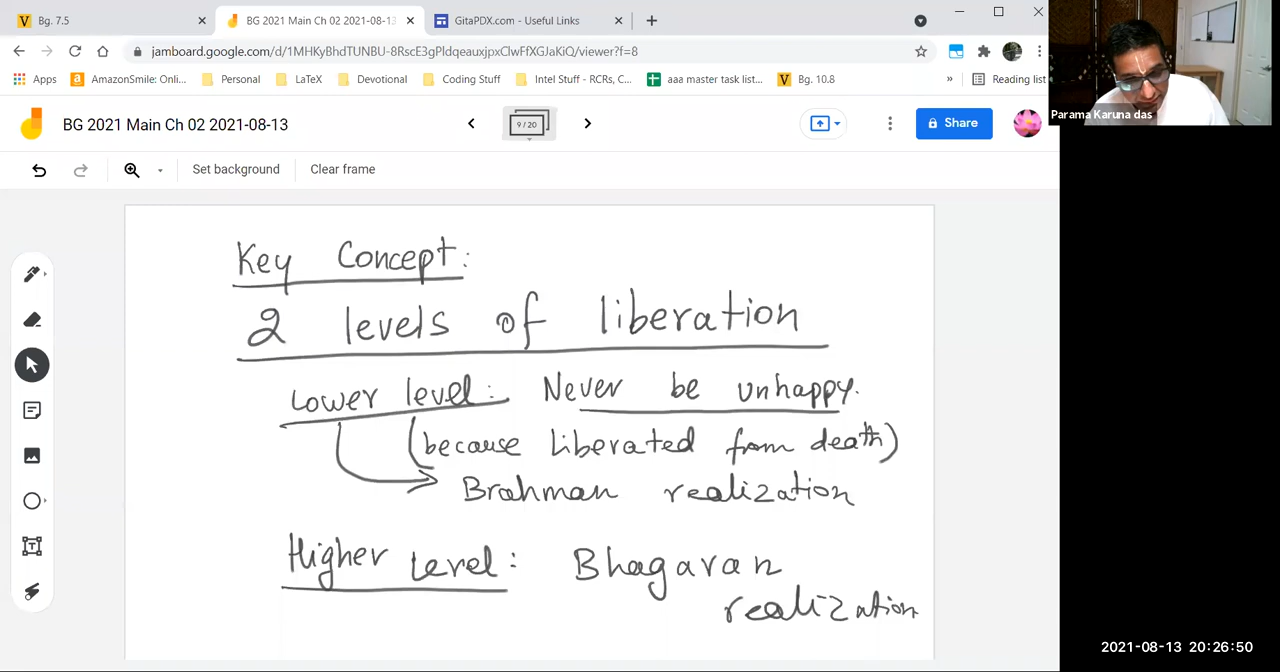 Bg. 7.5
BG 2021 Main Ch 02 2021-08-13
GitaPDX.com - Useful Links
jamboard.google.com/d/1MHKyBhdTUNBU-8RscE3gPldqeauxjpxClwFfXGJaKiQ/viewer?f=8
Apps AmazonSmile: Onli... Personal LaTeX Devotional Coding Stuff Intel Stuff - RCRs, C... aaa master task list... Bg. 10.8 » Reading list
Parama Karuna das
BG 2021 Main Ch 02 2021-08-13
9 / 20
Share
Set background Clear frame
Key Concept:
2 levels of liberation
Lower level: Never be unhappy.
(because liberated from death)
Brahman realization
Higher Level: Bhagavan
realization
2021-08-13 20:26:50